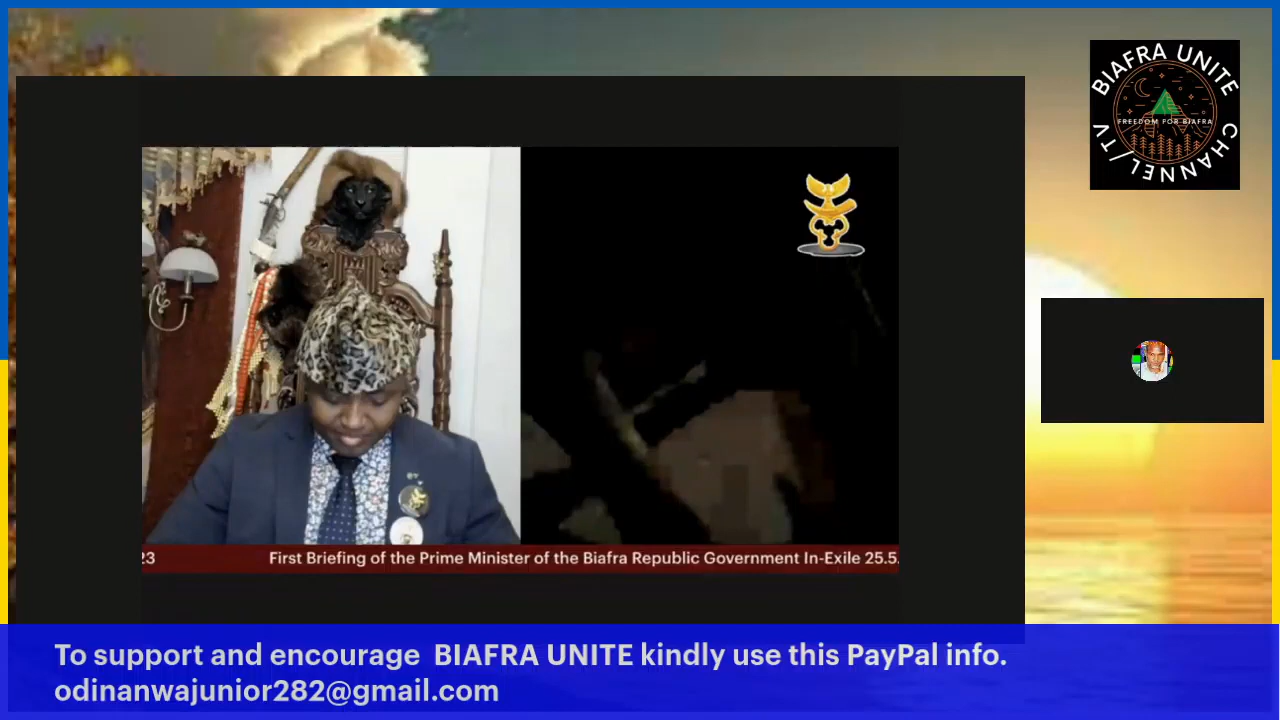 BIAFRA UNITE
FREEDOM FOR BIAFRA
CHANNEL/TV
23 First Briefing of the Prime Minister of the Biafra Republic Government In-Exile 25.5.
To support and encourage BIAFRA UNITE kindly use this PayPal info.
odinanwajunior282@gmail.com